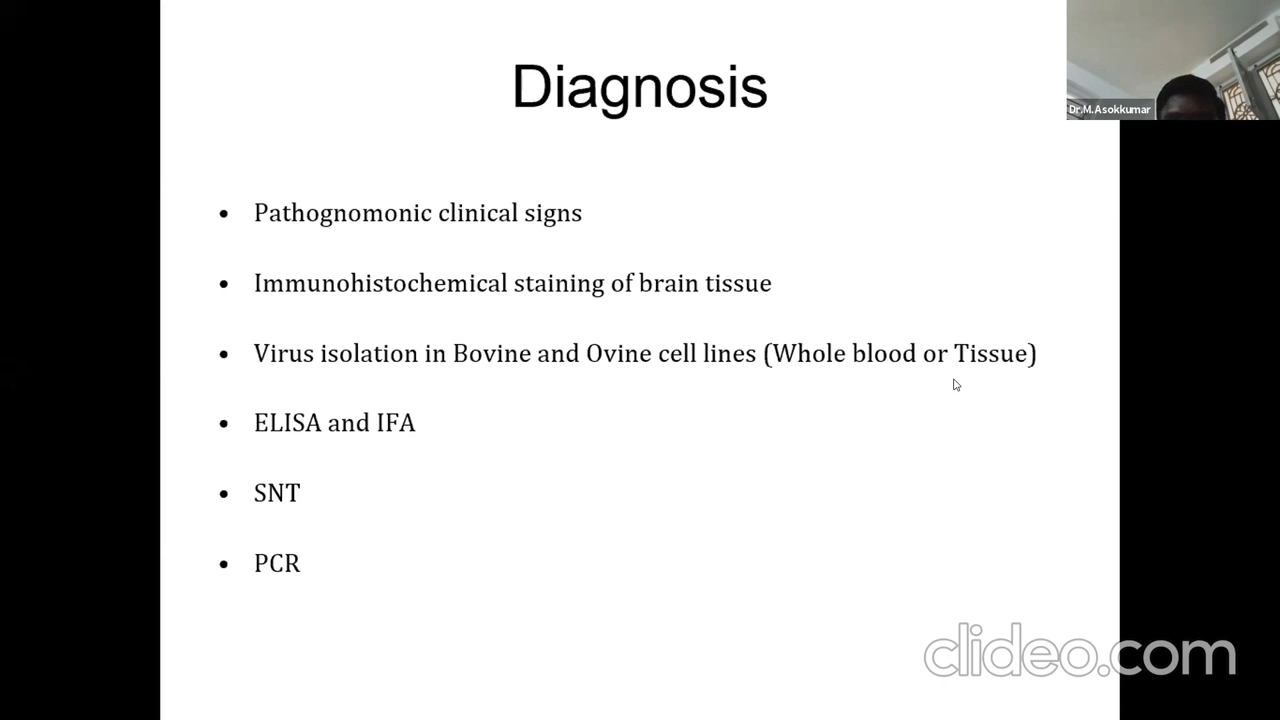 Diagnosis
Dr.M.Asokkumar
• Pathognomonic clinical signs
• Immunohistochemical staining of brain tissue
• Virus isolation in Bovine and Ovine cell lines (Whole blood or Tissue)
• ELISA and IFA
• SNT
• PCR
clideo.com